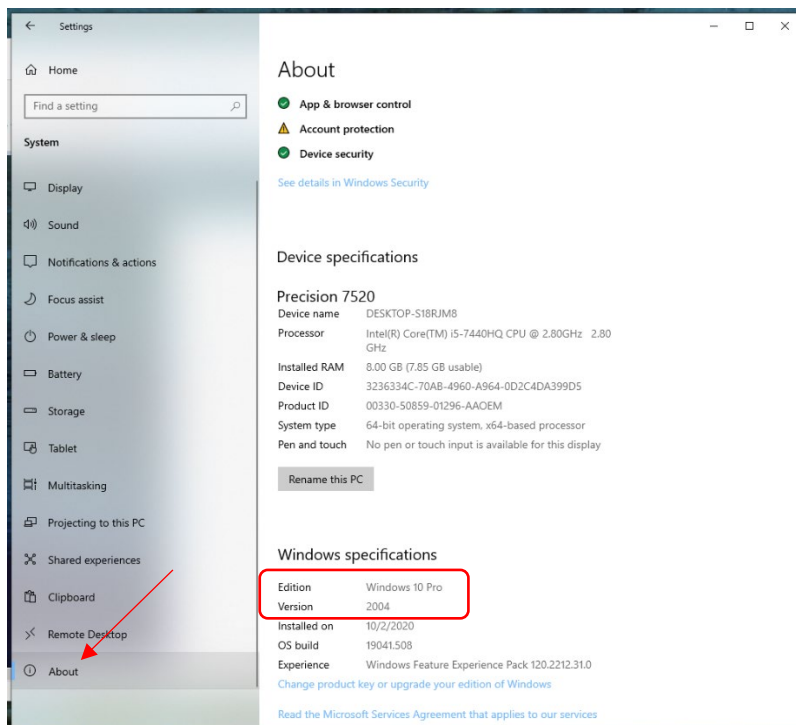 Settings
Home
Find a setting
System
Display
Sound
Notifications & actions
Focus assist
Power & sleep
Battery
Storage
Tablet
Multitasking
Projecting to this PC
Shared experiences
Clipboard
Remote Desktop
About
About
App & browser control
Account protection
Device security
See details in Windows Security
Device specifications
Precision 7520
Device name DESKTOP-S18RJM8
Processor Intel(R) Core(TM) i5-7440HQ CPU @ 2.80GHz 2.80
GHz
Installed RAM 8.00 GB (7.85 GB usable)
Device ID 3236334C-70AB-4960-A964-0D2C4DA399D5
Product ID 00330-50859-01296-AAOEM
System type 64-bit operating system, x64-based processor
Pen and touch No pen or touch input is available for this display
Rename this PC
Windows specifications
Edition Windows 10 Pro
Version 2004
Installed on 10/2/2020
OS build 19041.508
Experience Windows Feature Experience Pack 120.2212.31.0
Change product key or upgrade your edition of Windows
Read the Microsoft Services Agreement that applies to our services